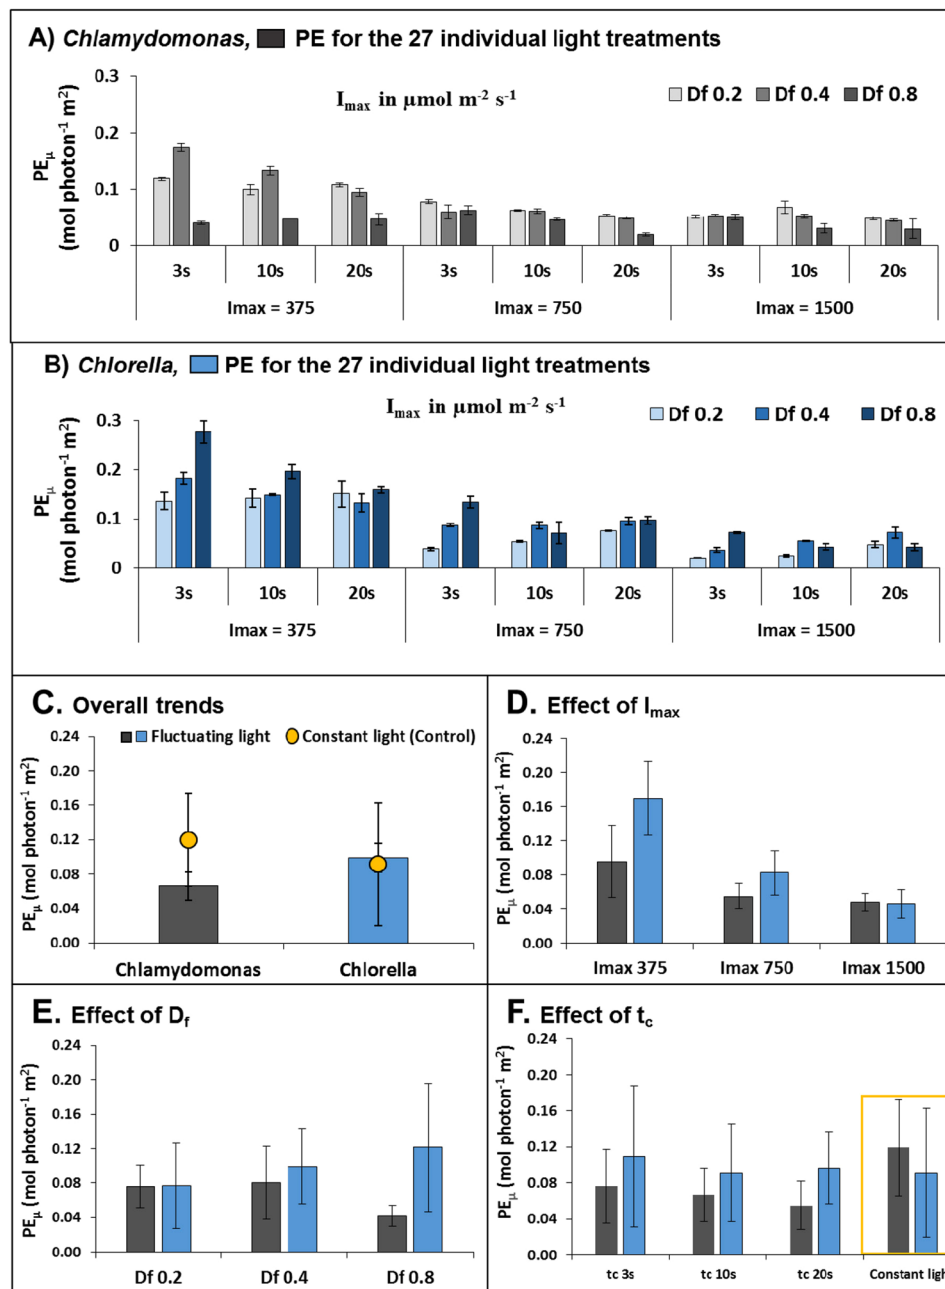 A) Chlamydomonas, PE for the 27 individual light treatments
Imax in µmol m-2 s-1
Df 0.2 Df 0.4 Df 0.8
PEµ
(mol photon-1 m2)
0.3
0.2
0.1
0
3s 10s 20s 3s 10s 20s 3s 10s 20s
Imax = 375 Imax = 750 Imax = 1500
B) Chlorella, PE for the 27 individual light treatments
Imax in µmol m-2 s-1
Df 0.2 Df 0.4 Df 0.8
PEµ
(mol photon-1 m2)
0.3
0.2
0.1
0
3s 10s 20s 3s 10s 20s 3s 10s 20s
Imax = 375 Imax = 750 Imax = 1500
C. Overall trends
Fluctuating light Constant light (Control)
PEµ (mol photon-1 m2)
0.24
0.20
0.16
0.12
0.08
0.04
0.00
Chlamydomonas Chlorella
D. Effect of Imax
PEµ (mol photon-1 m2)
0.24
0.20
0.16
0.12
0.08
0.04
0.00
Imax 375 Imax 750 Imax 1500
E. Effect of Df
PEµ (mol photon-1 m2)
0.24
0.20
0.16
0.12
0.08
0.04
0.00
Df 0.2 Df 0.4 Df 0.8
F. Effect of tc
PEµ (mol photon-1 m2)
0.24
0.20
0.16
0.12
0.08
0.04
0.00
tc 3s tc 10s tc 20s Constant ligh